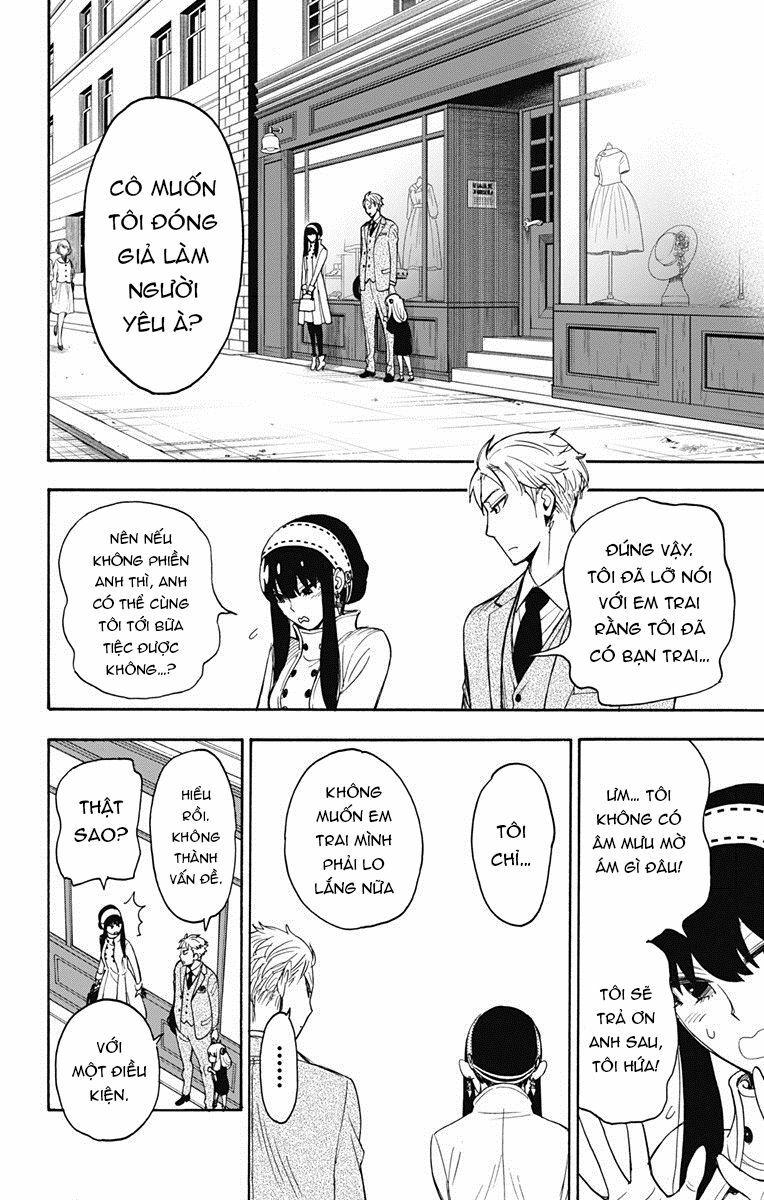 CÔ MUỐN
TÔI ĐÓNG
GIẢ LÀM
NGƯỜI
YÊU À?
ĐÚNG VẬY.
TÔI ĐÃ LỠ NÓI
VỚI EM TRAI
RẰNG TÔI ĐÃ
CÓ BẠN TRAI...
NÊN NẾU
KHÔNG PHIỀN
ANH THÌ, ANH
CÓ THỂ CÙNG
TÔI TỚI BỮA
TIỆC ĐƯỢC
KHÔNG...?
ƯM... TÔI
KHÔNG CÓ
ÂM MƯU MỜ
ÁM GÌ ĐÂU!
TÔI SẼ
TRẢ ƠN
ANH SAU,
TÔI HỨA!
TÔI
CHỈ...
KHÔNG
MUỐN EM
TRAI MÌNH
PHẢI LO
LẮNG NỮA
......
HIỂU
RỒI.
KHÔNG
THÀNH
VẤN ĐỀ.
THẬT
SAO?
VỚI
MỘT ĐIỀU
KIỆN.